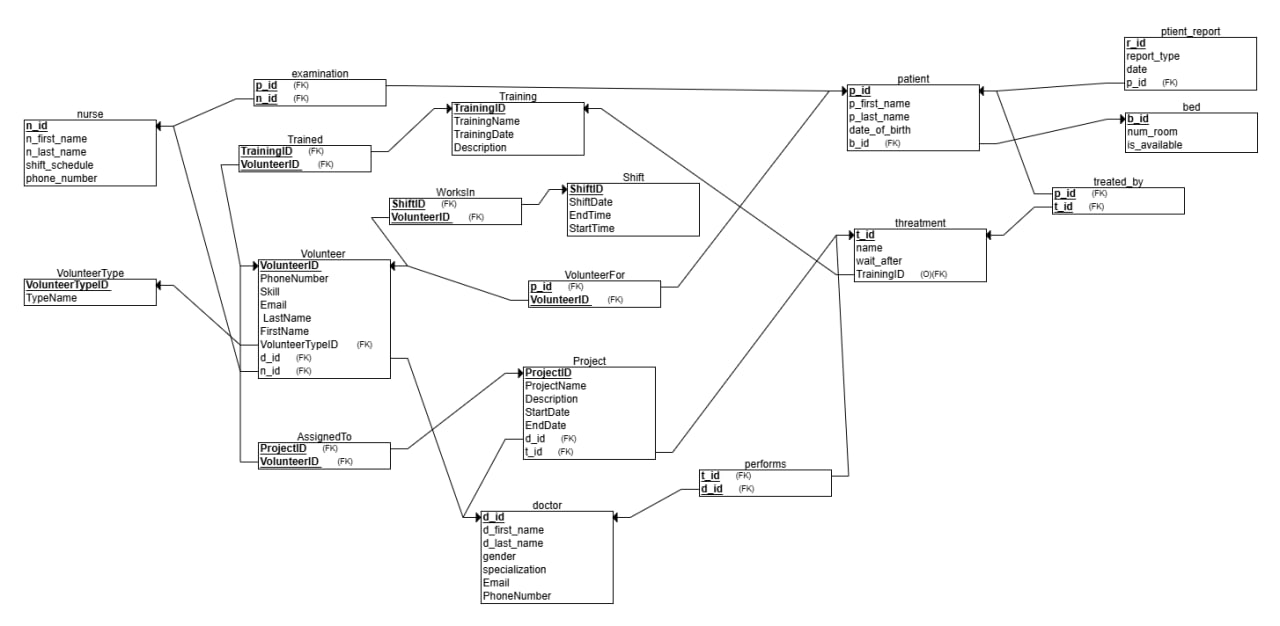 ptient_report
r_id
report_type
date
p_id (FK)
examination
p_id (FK)
n_id (FK)
patient
p_id
p_first_name
p_last_name
date_of_birth
b_id (FK)
Training
TrainingID
TrainingName
TrainingDate
Description
bed
b_id
num_room
is_available
nurse
n_id
n_first_name
n_last_name
shift_schedule
phone_number
Trained
TrainingID (FK)
VolunteerID (FK)
Shift
ShiftID
ShiftDate
EndTime
StartTime
treated_by
p_id (FK)
t_id (FK)
WorksIn
ShiftID (FK)
VolunteerID (FK)
threatment
t_id
name
wait_after
TrainingID (O)(FK)
Volunteer
VolunteerID
PhoneNumber
Skill
Email
LastName
FirstName
VolunteerTypeID (FK)
d_id (FK)
n_id (FK)
VolunteerType
VolunteerTypeID
TypeName
VolunteerFor
p_id (FK)
VolunteerID (FK)
Project
ProjectID
ProjectName
Description
StartDate
EndDate
d_id (FK)
t_id (FK)
AssignedTo
ProjectID (FK)
VolunteerID (FK)
performs
t_id (FK)
d_id (FK)
doctor
d_id
d_first_name
d_last_name
gender
specialization
Email
PhoneNumber